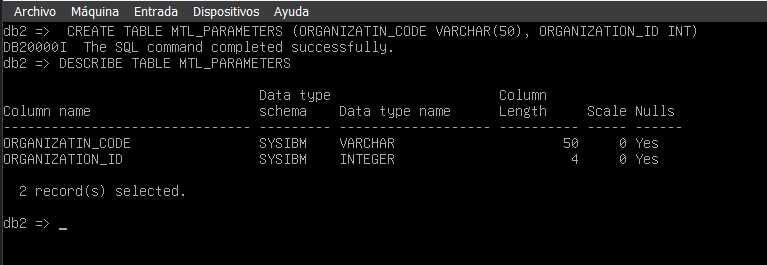 Archivo Máquina Entrada Dispositivos Ayuda
db2 =>  CREATE TABLE MTL_PARAMETERS (ORGANIZATIN_CODE VARCHAR(50), ORGANIZATION_ID INT)
DB20000I  The SQL command completed successfully.
db2 => DESCRIBE TABLE MTL_PARAMETERS
                                Data type                     Column
Column name                     schema    Data type name      Length     Scale Nulls
------------------------------- --------- ------------------- ---------- ----- ------
ORGANIZATIN_CODE                SYSIBM    VARCHAR                     50     0 Yes
ORGANIZATION_ID                 SYSIBM    INTEGER                      4     0 Yes
  2 record(s) selected.
db2 => _